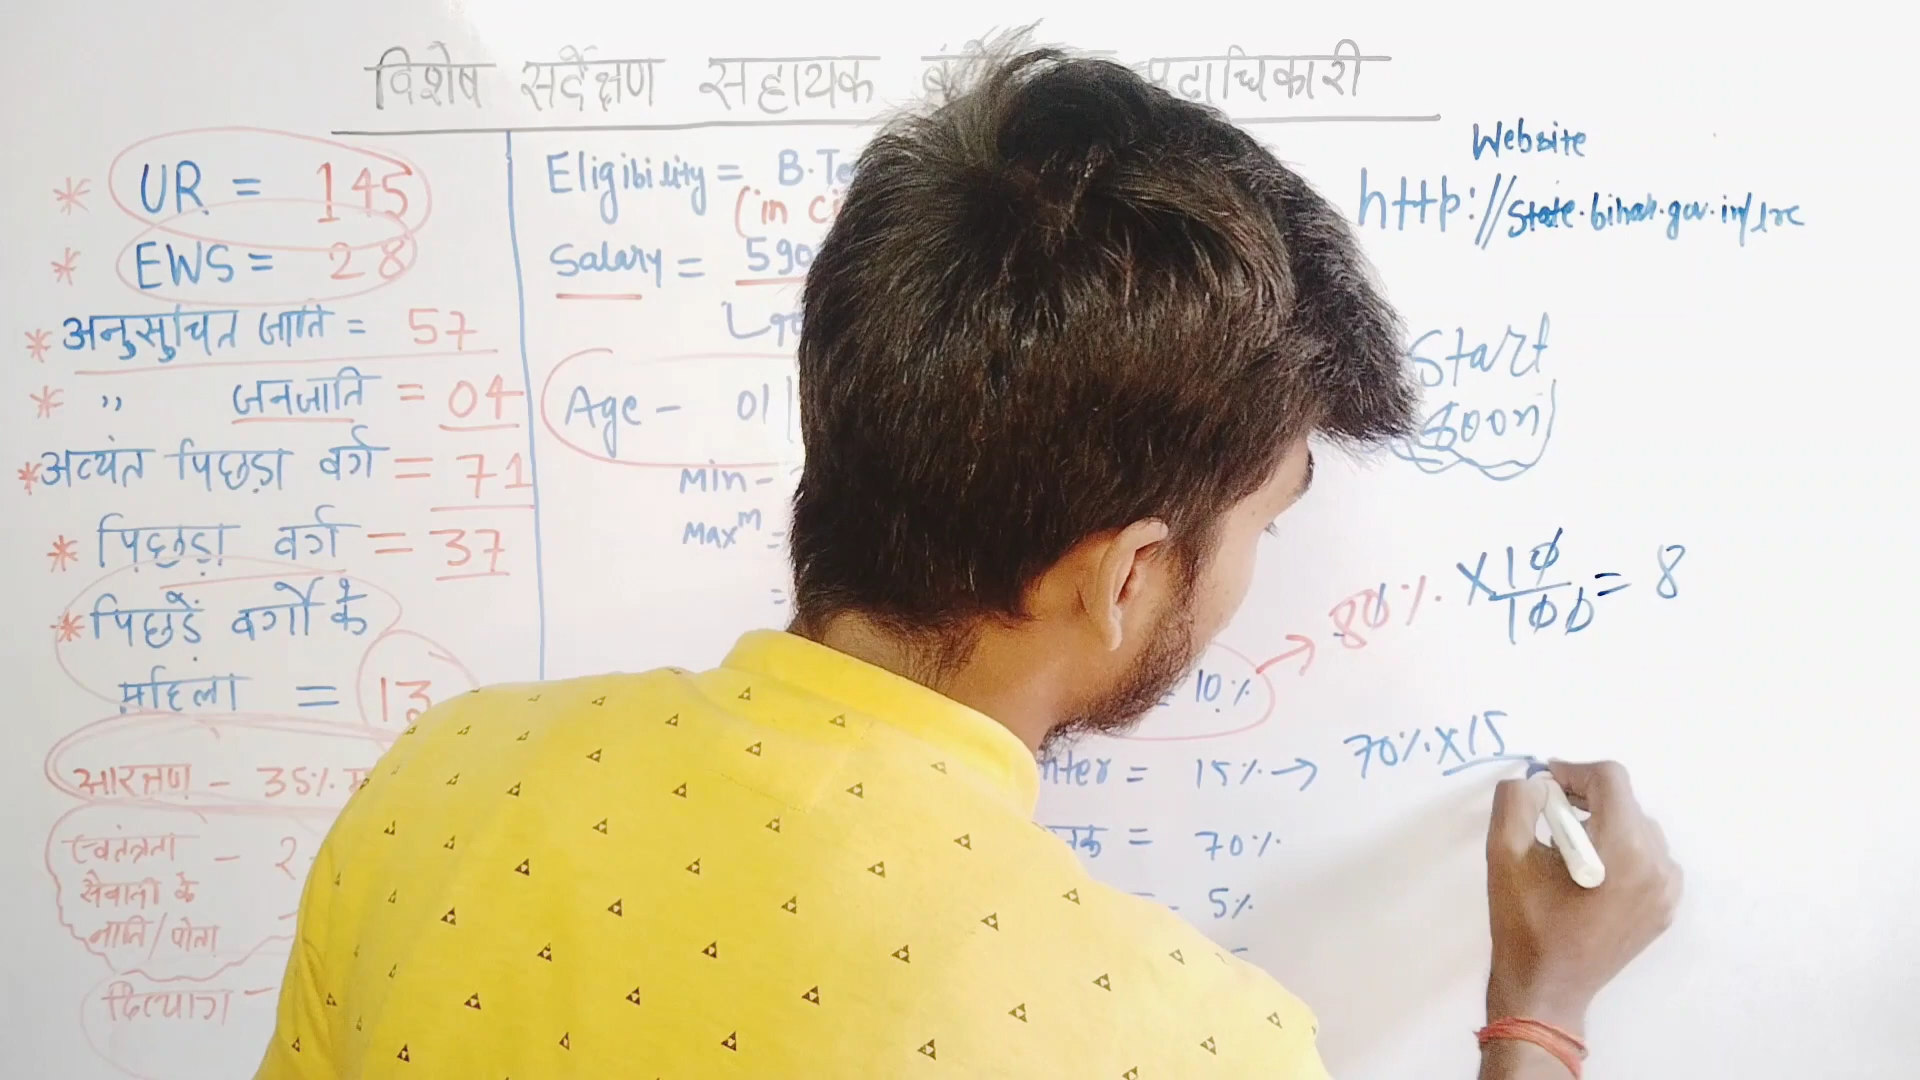 विशेष सर्वेक्षण सहायक पदाधिकारी
* UR = 145
* EWS = 28
* अनुसुचित जाति = 57
* ,, जनजाति = 04
* अत्यंत पिछड़ा वर्ग = 71
* पिछड़ा वर्ग = 37
* पिछड़ें वर्गों के
महिला = 13
आरक्षण - 35%
स्वतंत्रता - 2
सेनानी के
नाति/पोता
दिव्यांग -
Eligibility = B.Te
(in ci
Salary = 590
Age - 01
Min -
Maxᵐ =
=
10%
nter = 15% →
= 70%
- 5%
Website
http://state.bihar.gov.in/lrc
Start
Soon
→ 80% × 10/100 = 8
70% × 15